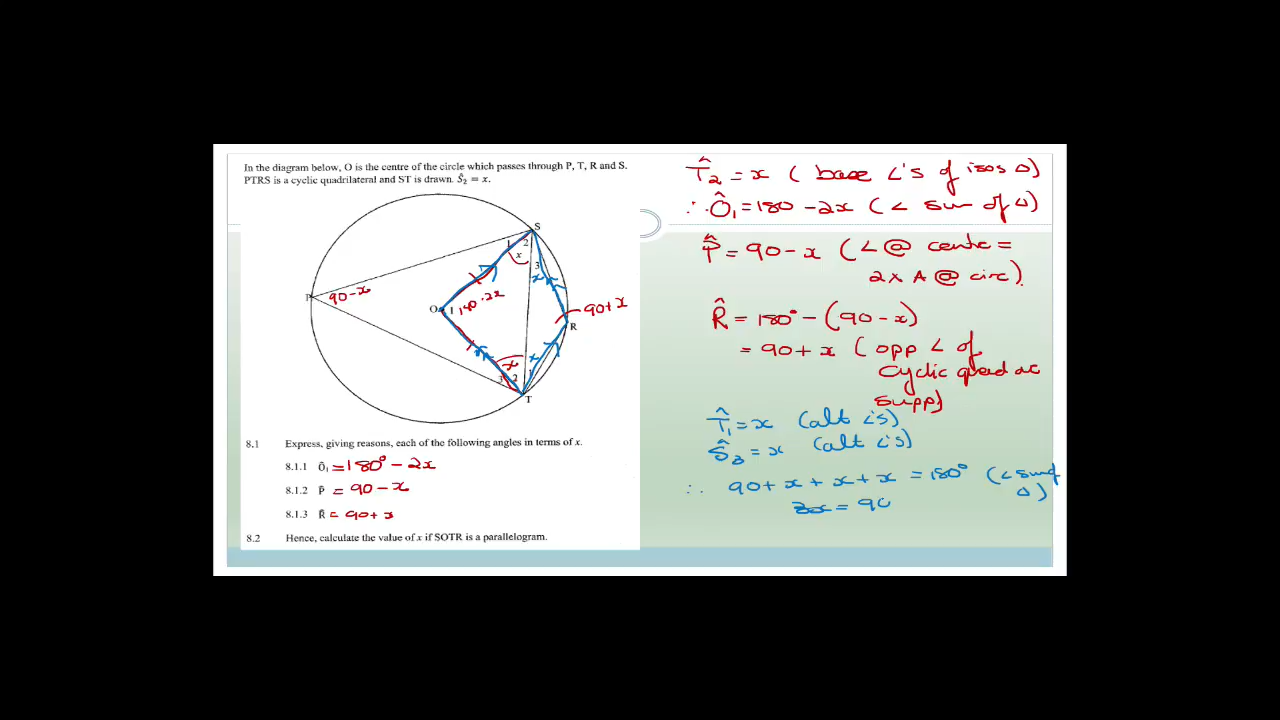 In the diagram below, O is the centre of the circle which passes through P, T, R and S.
PTRS is a cyclic quadrilateral and ST is drawn. Ŝ₂ = x.
S
1 2
x
3
x
P
90-x
O 1 180-2x
90+x
R
x
x
3 2 1
T
8.1 Express, giving reasons, each of the following angles in terms of x.
8.1.1 Ô₁ = 180° - 2x
8.1.2 P̂ = 90 - x
8.1.3 R̂ = 90+x
8.2 Hence, calculate the value of x if SOTR is a parallelogram.
T̂₂ = x ( base ∠'s of isos Δ)
∴ Ô₁ = 180 - 2x ( ∠ sum of Δ)
P̂ = 90 - x ( ∠ @ centre =
2x A @ circ).
R̂ = 180° - (90 - x)
= 90 + x ( opp ∠ of
cyclic quad are
supp)
T̂₁ = x (alt ∠'s)
Ŝ₃ = x (alt ∠'s)
∴ 90 + x + x + x = 180° (∠ sum of
Δ)
3x = 90